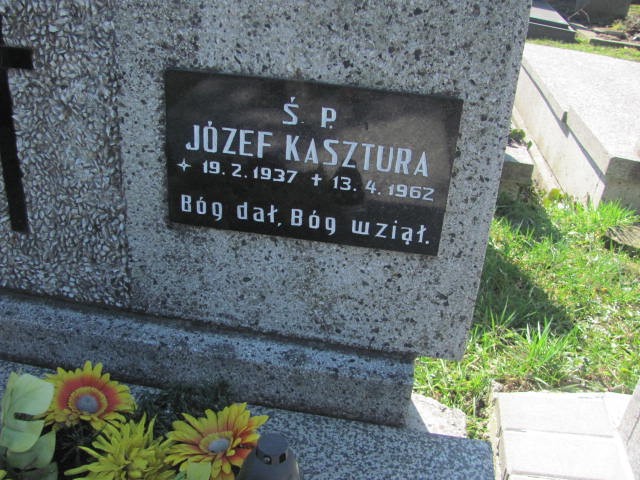 Ś. P.
JÓZEF KASZTURA
✦ 19. 2. 1937 ✝ 13. 4. 1962
Bóg dał, Bóg wziął.